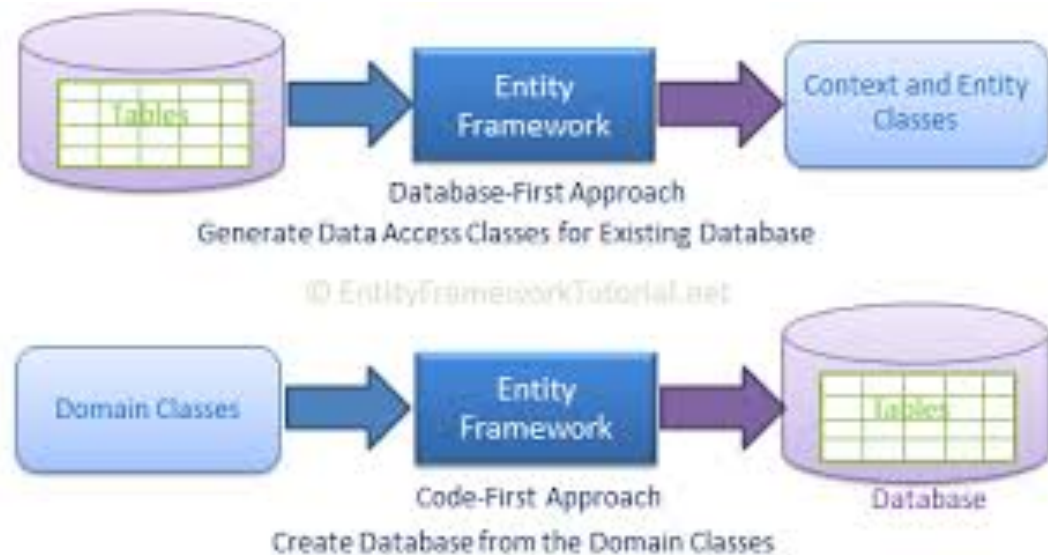 Tables
Entity
Framework
Context and Entity
Classes
Database-First Approach
Generate Data Access Classes for Existing Database
© EntityFrameworkTutorial.net
Domain Classes
Entity
Framework
Tables
Database
Code-First Approach
Create Database from the Domain Classes